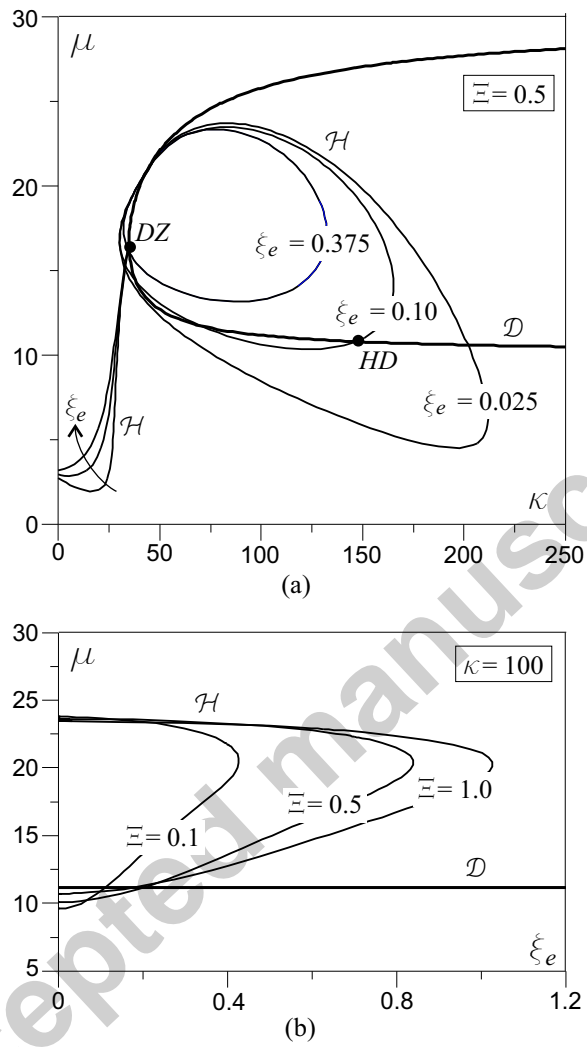 30
μ
Ξ = 0.5
ℋ
20
DZ
ξe = 0.375
ξe = 0.10
𝒟
10
HD
ξe = 0.025
ξe
ℋ
κ
0
0 50 100 150 200 250
(a)
30
μ
κ = 100
ℋ
25
20
Ξ = 1.0
Ξ = 0.5
15
Ξ = 0.1
𝒟
10
ξe
5
0 0.4 0.8 1.2
(b)
epted manusc